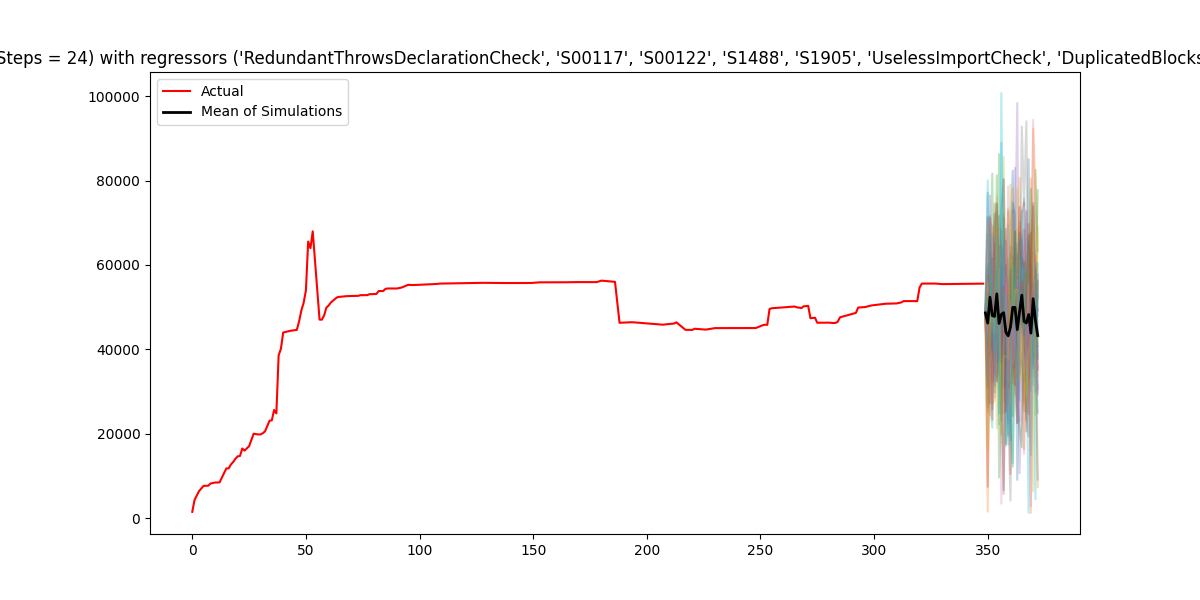 Steps = 24) with regressors ('RedundantThrowsDeclarationCheck', 'S00117', 'S00122', 'S1488', 'S1905', 'UselessImportCheck', 'DuplicatedBlocks
Actual
Mean of Simulations
100000
80000
60000
40000
20000
0
0 50 100 150 200 250 300 350